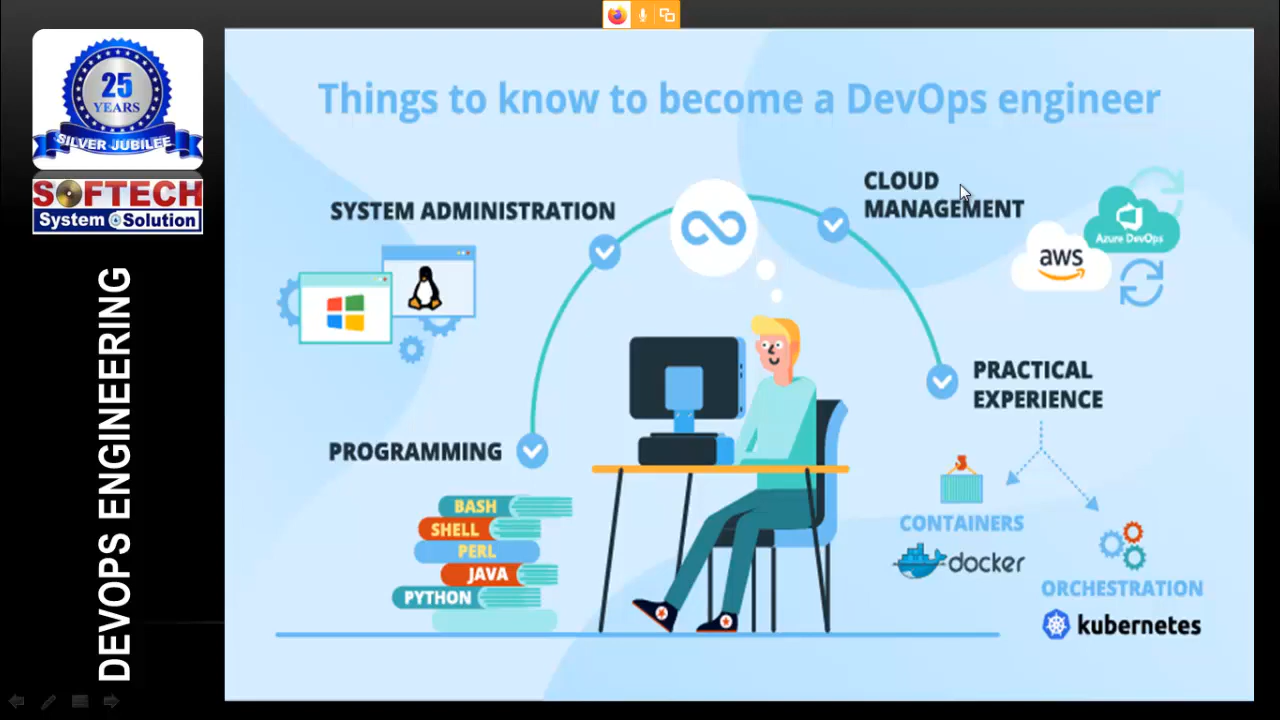 25
YEARS
SILVER JUBILEE
SOFTECH
System Solution
DEVOPS ENGINEERING
Things to know to become a DevOps engineer
SYSTEM ADMINISTRATION
CLOUD
MANAGEMENT
Azure DevOps
aws
PRACTICAL
EXPERIENCE
PROGRAMMING
BASH
SHELL
PERL
JAVA
PYTHON
CONTAINERS
docker
ORCHESTRATION
kubernetes